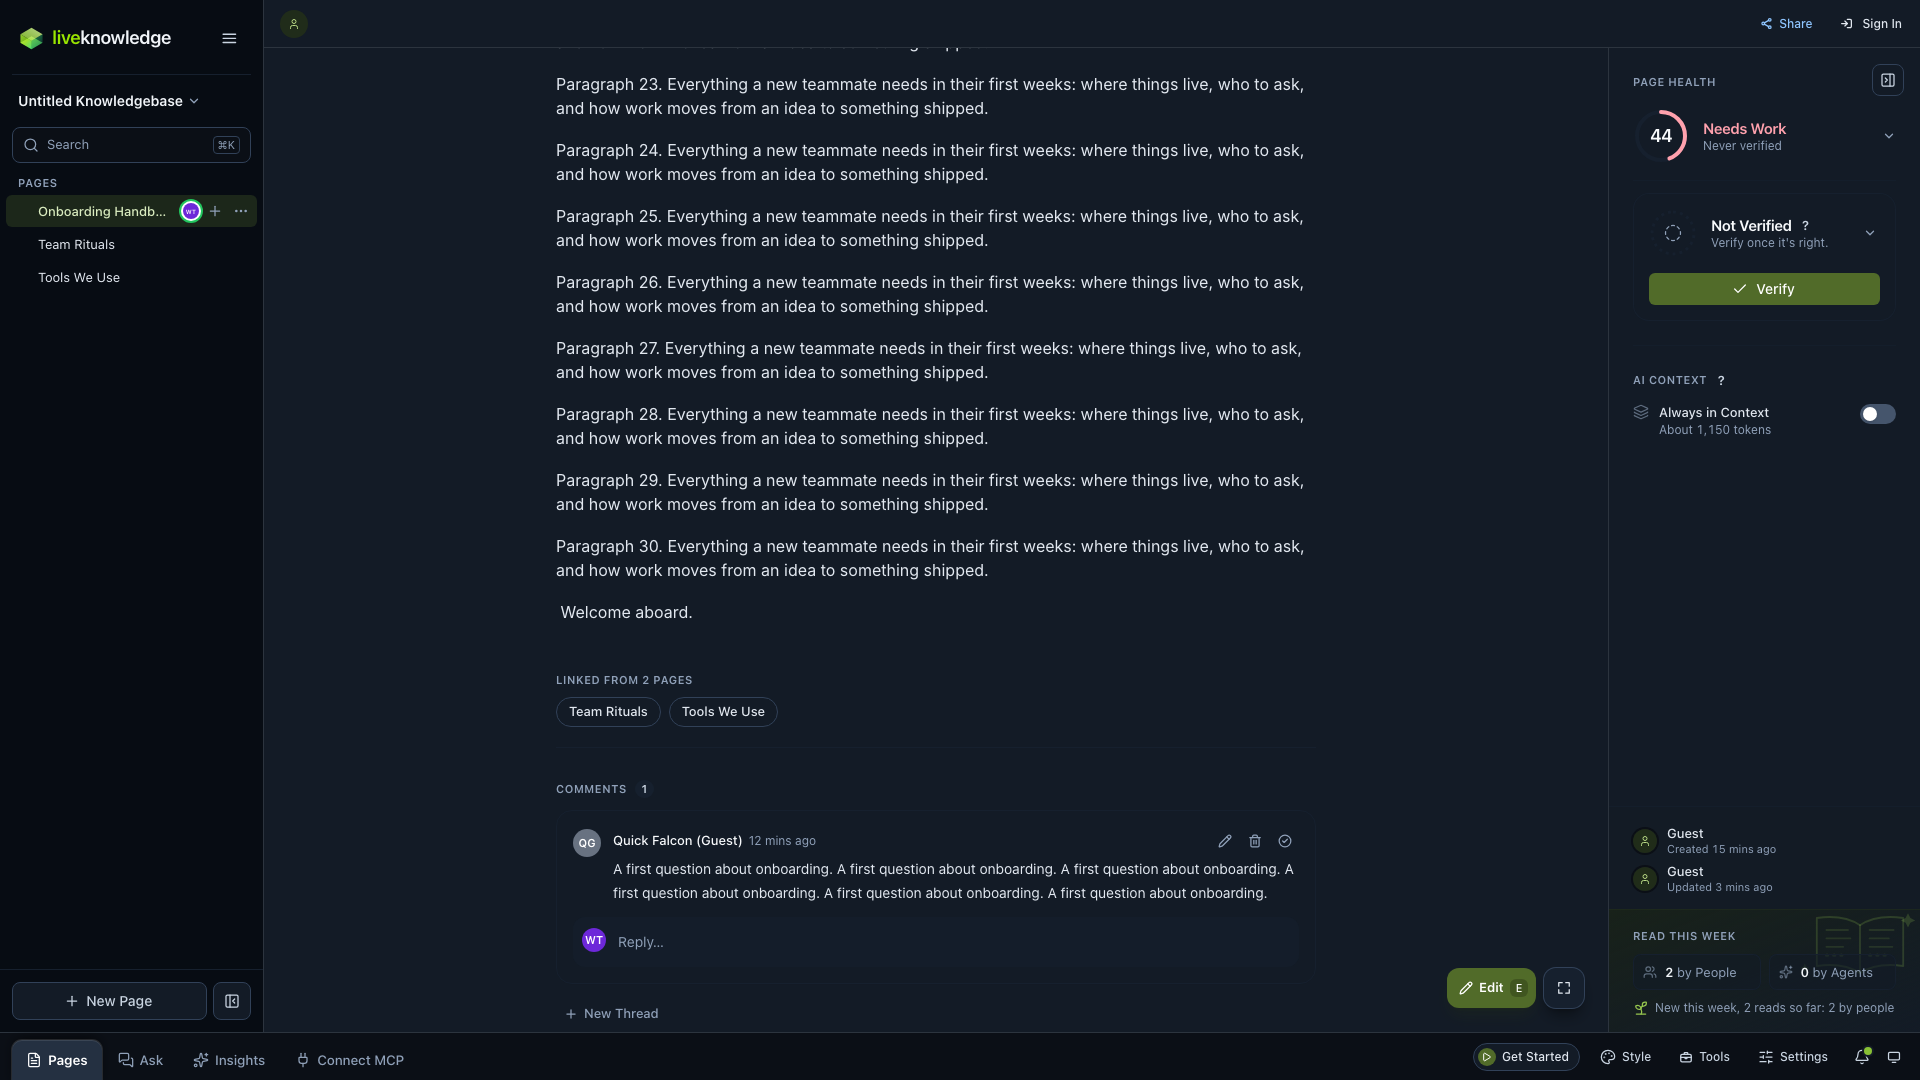 liveknowledge
Share
Sign In
Untitled Knowledgebase
Search
⌘K
PAGES
Onboarding Handb...
WT
Team Rituals
Tools We Use
New Page
Paragraph 23. Everything a new teammate needs in their first weeks: where things live, who to ask,
and how work moves from an idea to something shipped.
Paragraph 24. Everything a new teammate needs in their first weeks: where things live, who to ask,
and how work moves from an idea to something shipped.
Paragraph 25. Everything a new teammate needs in their first weeks: where things live, who to ask,
and how work moves from an idea to something shipped.
Paragraph 26. Everything a new teammate needs in their first weeks: where things live, who to ask,
and how work moves from an idea to something shipped.
Paragraph 27. Everything a new teammate needs in their first weeks: where things live, who to ask,
and how work moves from an idea to something shipped.
Paragraph 28. Everything a new teammate needs in their first weeks: where things live, who to ask,
and how work moves from an idea to something shipped.
Paragraph 29. Everything a new teammate needs in their first weeks: where things live, who to ask,
and how work moves from an idea to something shipped.
Paragraph 30. Everything a new teammate needs in their first weeks: where things live, who to ask,
and how work moves from an idea to something shipped.
Welcome aboard.
LINKED FROM 2 PAGES
Team Rituals
Tools We Use
COMMENTS 1
QG
Quick Falcon (Guest) 12 mins ago
A first question about onboarding. A first question about onboarding. A first question about onboarding. A
first question about onboarding. A first question about onboarding. A first question about onboarding.
WT
Reply...
New Thread
Edit E
PAGE HEALTH
44
Needs Work
Never verified
Not Verified ?
Verify once it's right.
Verify
AI CONTEXT ?
Always in Context
About 1,150 tokens
Guest
Created 15 mins ago
Guest
Updated 3 mins ago
READ THIS WEEK
2 by People
0 by Agents
New this week, 2 reads so far: 2 by people
Pages
Ask
Insights
Connect MCP
Get Started
Style
Tools
Settings